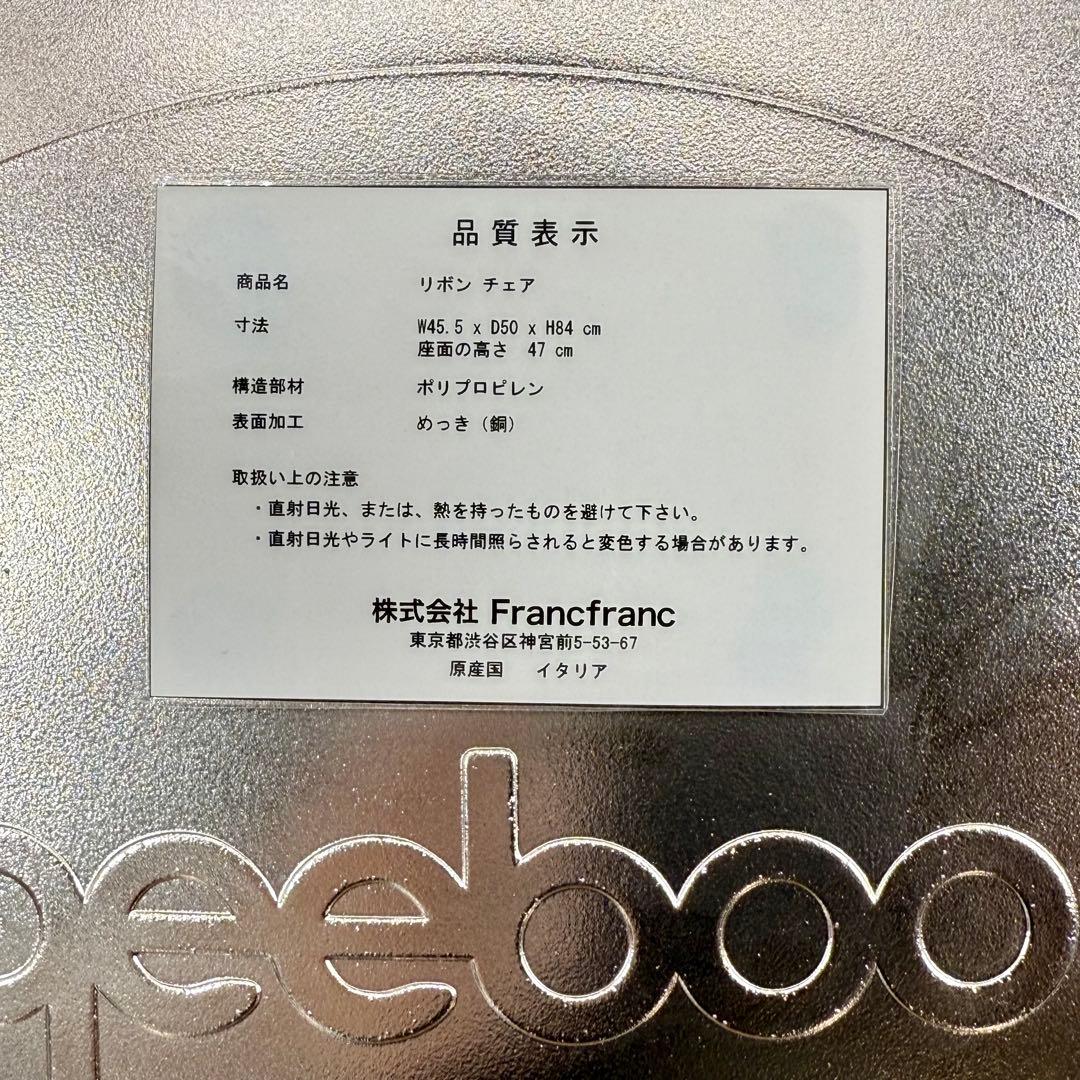 品質表示
商品名 リボン チェア
寸法 W45.5 x D50 x H84 cm
座面の高さ 47 cm
構造部材 ポリプロピレン
表面加工 めっき（銅）
取扱い上の注意
・直射日光、または、熱を持ったものを避けて下さい。
・直射日光やライトに長時間照らされると変色する場合があります。
株式会社 Francfranc
東京都渋谷区神宮前5-53-67
原産国 イタリア
qeeboo